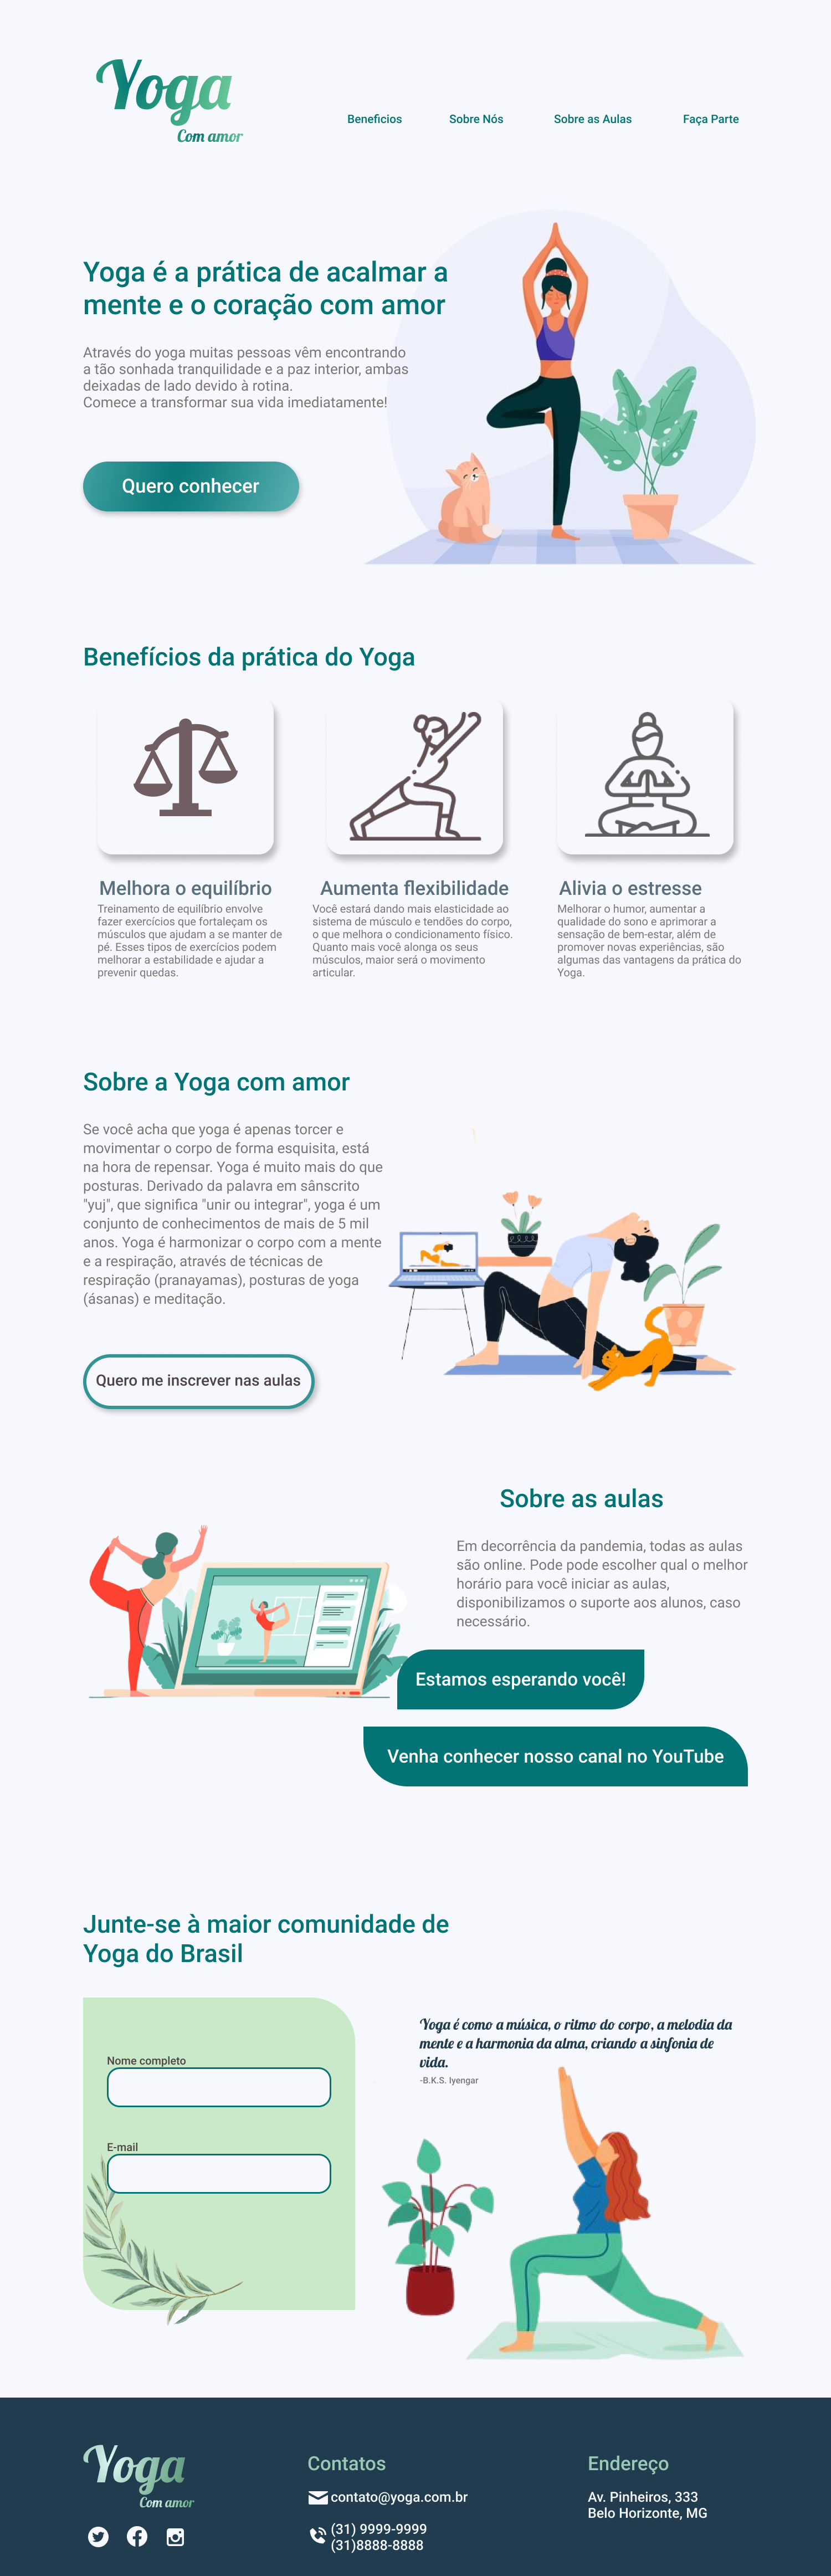 Yoga
Com amor
Beneficios
Sobre Nós
Sobre as Aulas
Faça Parte
Yoga é a prática de acalmar a
mente e o coração com amor
Através do yoga muitas pessoas vêm encontrando
a tão sonhada tranquilidade e a paz interior, ambas
deixadas de lado devido à rotina.
Comece a transformar sua vida imediatamente!
Quero conhecer
Benefícios da prática do Yoga
Melhora o equilíbrio
Treinamento de equilíbrio envolve
fazer exercícios que fortaleçam os
músculos que ajudam a se manter de
pé. Esses tipos de exercícios podem
melhorar a estabilidade e ajudar a
prevenir quedas.
Aumenta flexibilidade
Você estará dando mais elasticidade ao
sistema de músculo e tendões do corpo,
o que melhora o condicionamento físico.
Quanto mais você alonga os seus
músculos, maior será o movimento
articular.
Alivia o estresse
Melhorar o humor, aumentar a
qualidade do sono e aprimorar a
sensação de bem-estar, além de
promover novas experiências, são
algumas das vantagens da prática do
Yoga.
Sobre a Yoga com amor
Se você acha que yoga é apenas torcer e
movimentar o corpo de forma esquisita, está
na hora de repensar. Yoga é muito mais do que
posturas. Derivado da palavra em sânscrito
"yuj", que significa "unir ou integrar", yoga é um
conjunto de conhecimentos de mais de 5 mil
anos. Yoga é harmonizar o corpo com a mente
e a respiração, através de técnicas de
respiração (pranayamas), posturas de yoga
(ásanas) e meditação.
Quero me inscrever nas aulas
Sobre as aulas
Em decorrência da pandemia, todas as aulas
são online. Pode pode escolher qual o melhor
horário para você iniciar as aulas,
disponibilizamos o suporte aos alunos, caso
necessário.
Estamos esperando você!
Venha conhecer nosso canal no YouTube
Junte-se à maior comunidade de
Yoga do Brasil
Nome completo
E-mail
Yoga é como a música, o ritmo do corpo, a melodia da
mente e a harmonia da alma, criando a sinfonia de
vida.
-B.K.S. Iyengar
Yoga
Com amor
Contatos
contato@yoga.com.br
(31) 9999-9999
(31)8888-8888
Endereço
Av. Pinheiros, 333
Belo Horizonte, MG